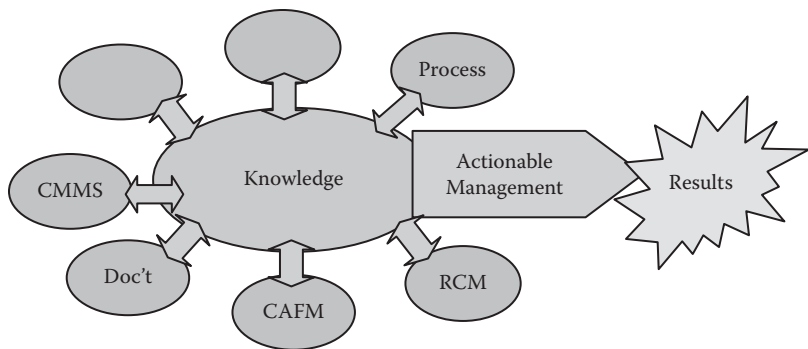 Process
Knowledge
Actionable
Management
Results
CMMS
Doc't
CAFM
RCM